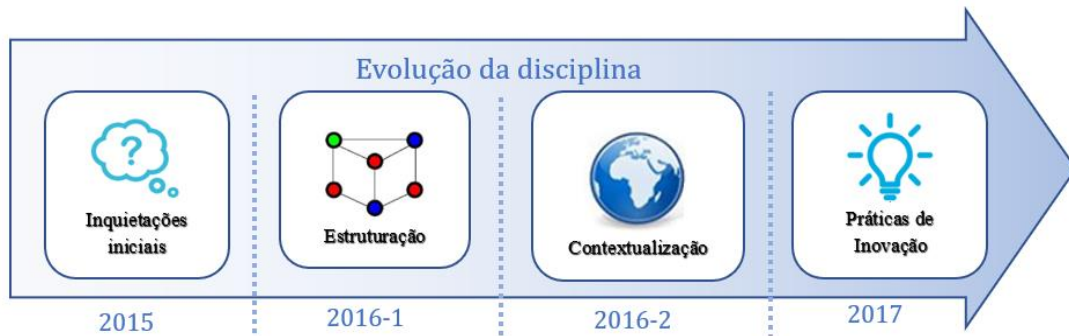 Evolução da disciplina
?
Inquietações
iniciais
Estruturação
Contextualização
Práticas de
Inovação
2015
2016-1
2016-2
2017